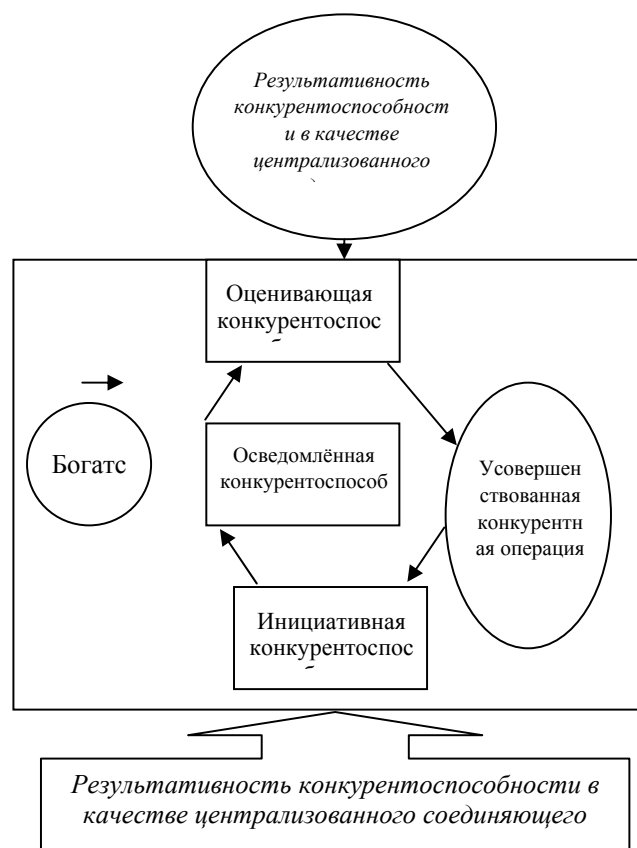 Результативность
конкурентоспособност
и в качестве
централизованного
Оценивающая
конкурентоспос
Богатс
Осведомлённая
конкурентоспособ
Усовершен
ствованная
конкурентн
ая операция
Инициативная
конкурентоспос
Результативность конкурентоспособности в
качестве централизованного соединяющего